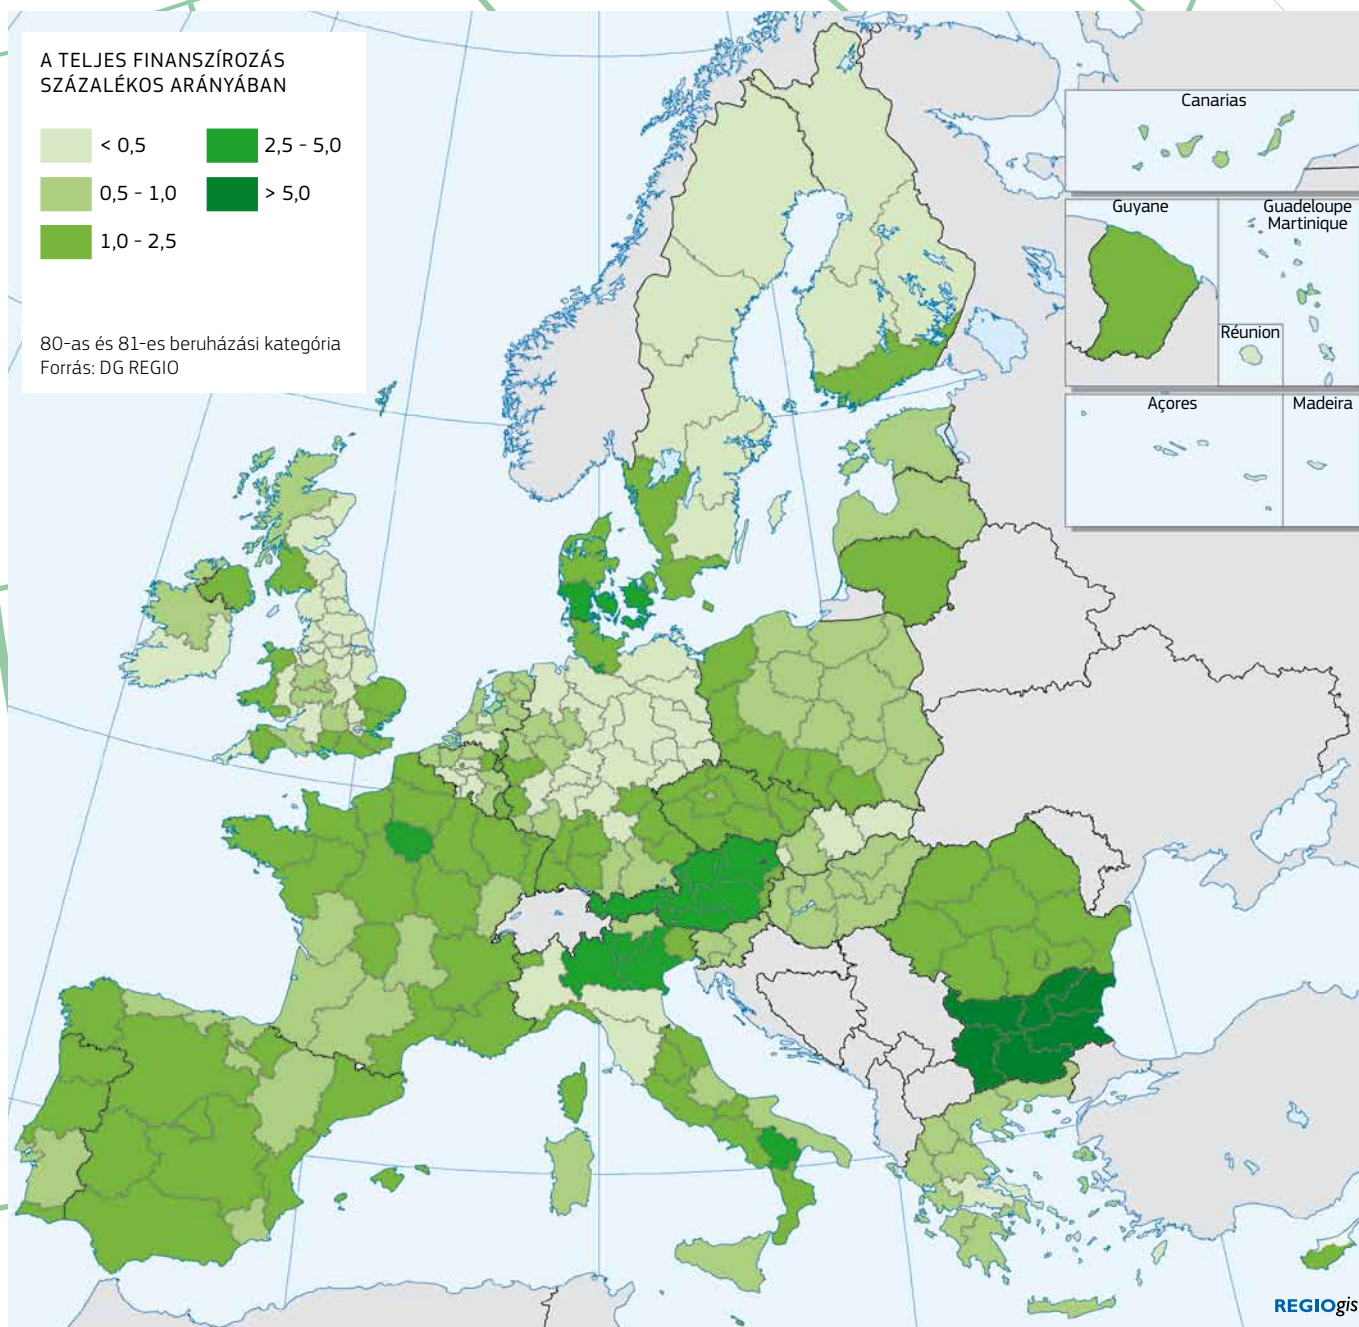 A TELJES FINANSZÍROZÁS
SZÁZALÉKOS ARÁNYÁBAN
< 0,5
2,5 - 5,0
0,5 - 1,0
> 5,0
1,0 - 2,5
80-as és 81-es beruházási kategória
Forrás: DG REGIO
Canarias
Guyane
Guadeloupe
Martinique
Réunion
Açores
Madeira
REGIOgis